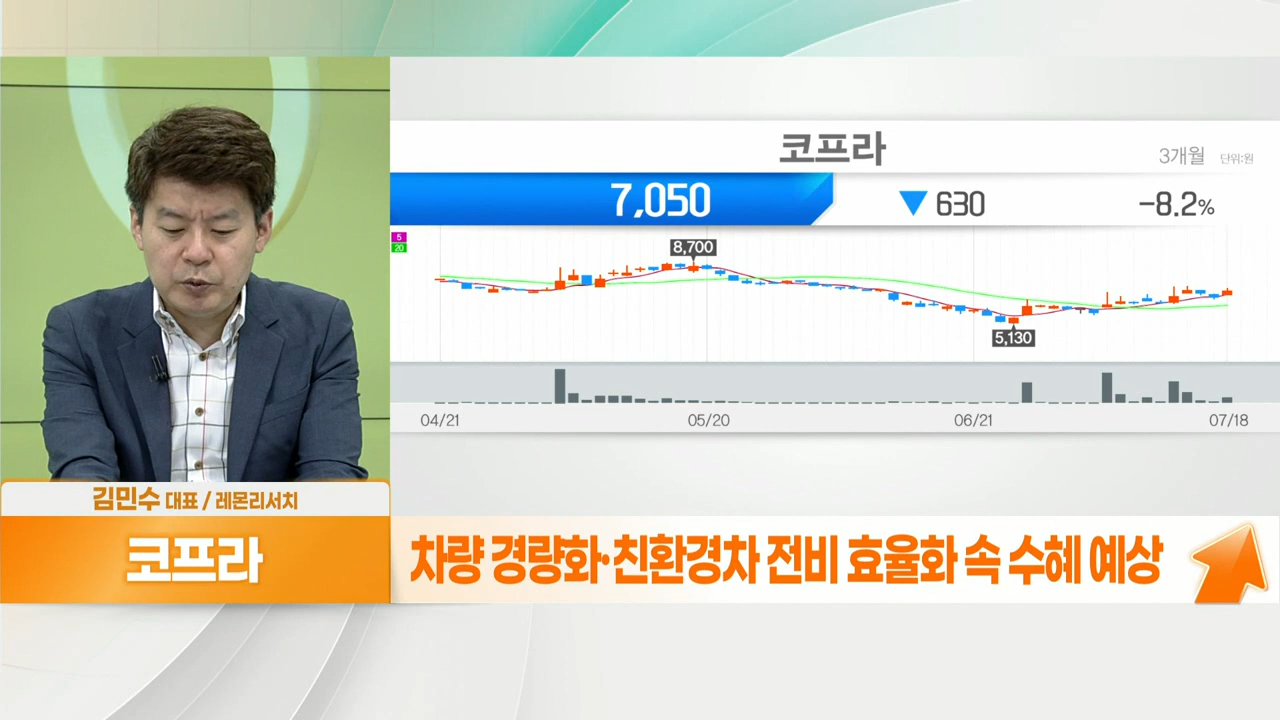 코프라
3개월 단위:원
7,050 ▼630 -8.2%
5
20
8,700
5,130
04/21 05/20 06/21 07/18
김민수 대표 / 레몬리서치
코프라
차량 경량화·친환경차 전비 효율화 속 수혜 예상